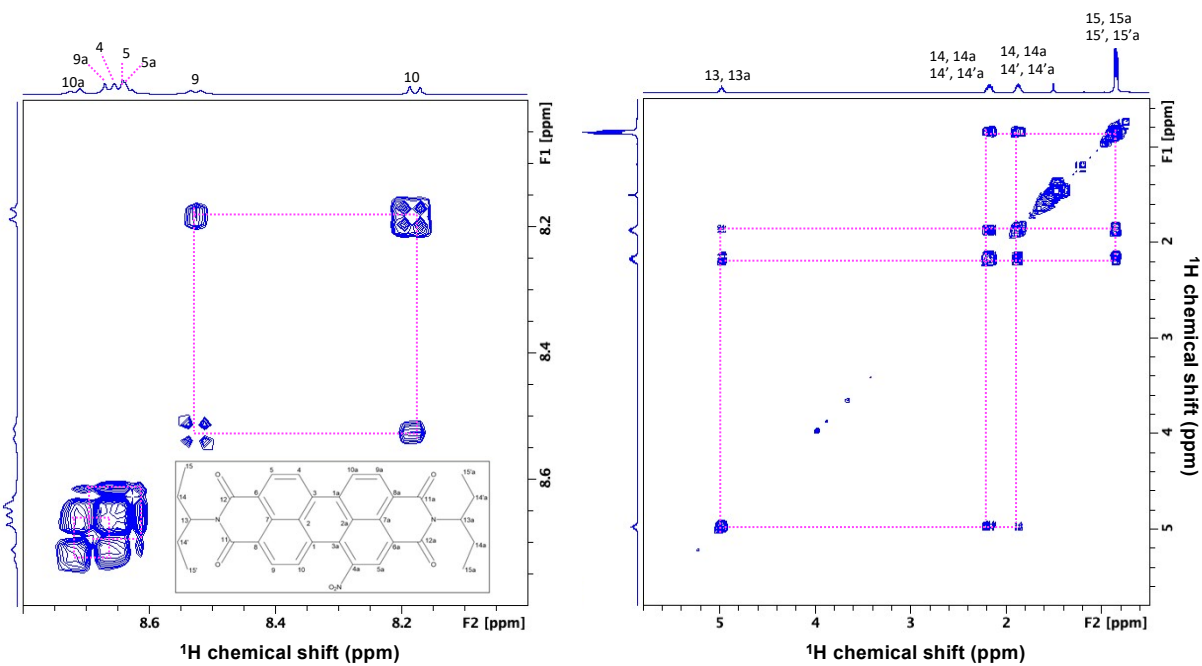 4
5
9a
5a
10a
9
10
F1 [ppm]
8.2
8.4
8.6
15
O
5
4
10a
9a
O
15'a
14
12
6
3
1a
8a
11a
14'a
13
N
7
2
2a
7a
N
13a
14'
11
8
1
3a
6a
12a
14a
15'
O
9
10
4a
5a
O
15a
O₂N
8.6
8.4
8.2
F2 [ppm]
¹H chemical shift (ppm)
15, 15a
15', 15'a
13, 13a
14, 14a
14', 14'a
14, 14a
14', 14'a
F1 [ppm]
2
3
4
5
¹H chemical shift (ppm)
5
4
3
2
F2 [ppm]
¹H chemical shift (ppm)